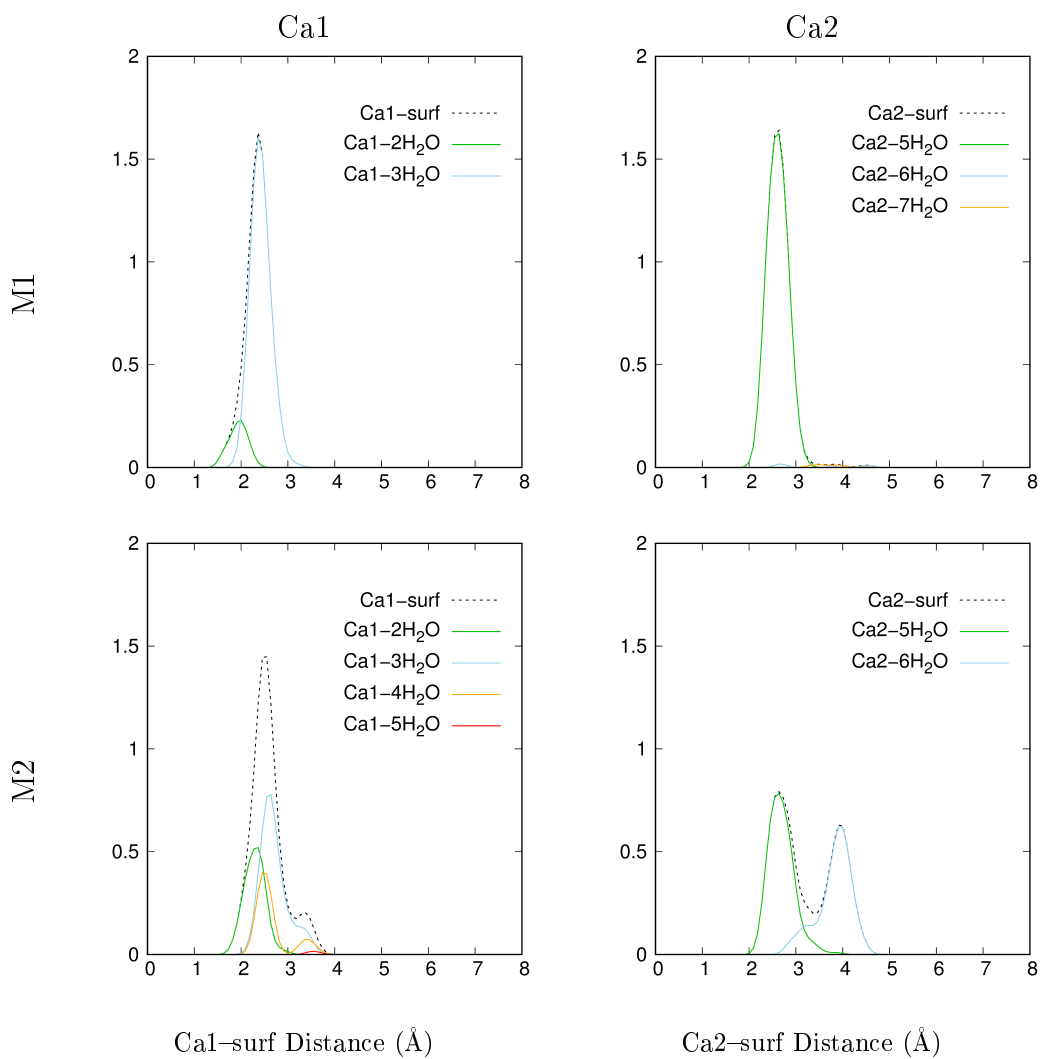 Ca1
Ca2
M1
2
1.5
1
0.5
0
0 1 2 3 4 5 6 7 8
Ca1–surf
Ca1–2H₂O
Ca1–3H₂O
2
1.5
1
0.5
0
0 1 2 3 4 5 6 7 8
Ca2–surf
Ca2–5H₂O
Ca2–6H₂O
Ca2–7H₂O
M2
2
1.5
1
0.5
0
0 1 2 3 4 5 6 7 8
Ca1–surf
Ca1–2H₂O
Ca1–3H₂O
Ca1–4H₂O
Ca1–5H₂O
2
1.5
1
0.5
0
0 1 2 3 4 5 6 7 8
Ca2–surf
Ca2–5H₂O
Ca2–6H₂O
Ca1–surf Distance (Å)
Ca2–surf Distance (Å)